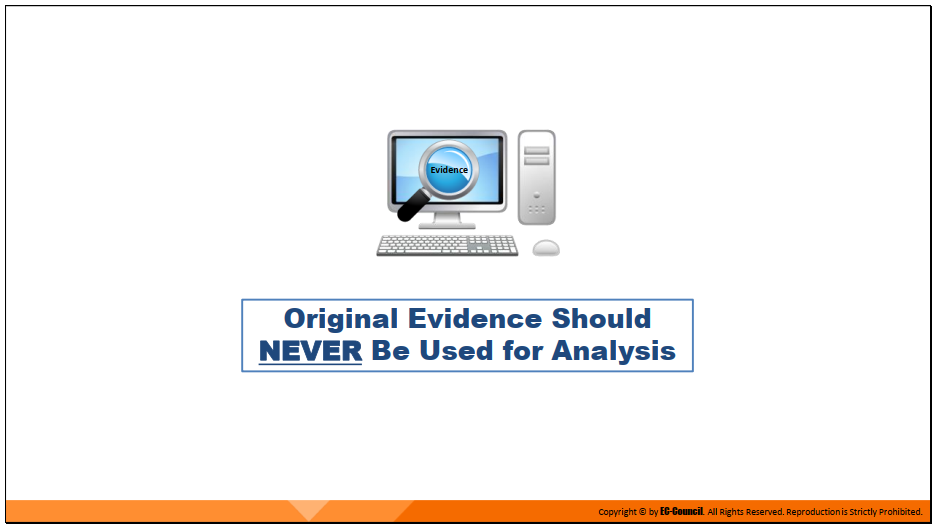 Evidence
Original Evidence Should
NEVER Be Used for Analysis
Copyright © by EC-Council. All Rights Reserved. Reproduction is Strictly Prohibited.